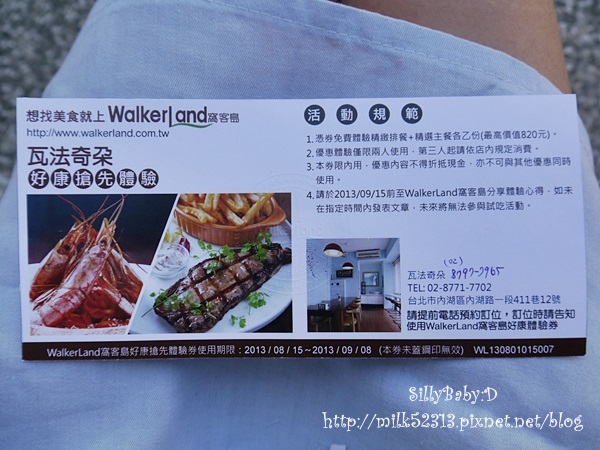 想找美食就上 WalkerLand窩客島
http://www.walkerland.com.tw
瓦法奇朵
好康搶先體驗
活動規範
1. 憑券免費體驗精緻排餐+精選主餐各乙份(最高價值820元)。
2. 優惠體驗僅限兩人使用，第三人起請依店內規定消費。
3. 本券限內用，優惠內容不得折抵現金，亦不可與其他優惠同時
使用。
4. 請於2013/09/15前至WalkerLand窩客島分享體驗心得，如未
在指定時間內發表文章，未來將無法參與試吃活動。
(02)
瓦法奇朵 8797-7965
TEL: 02-8771-7702
台北市內湖區內湖路一段411巷12號
請提前電話預約訂位，訂位時請告知
使用WalkerLand窩客島好康體驗券
WalkerLand窩客島好康搶先體驗券使用期限：2013 / 08 / 15～2013 / 09 / 08 (本券未蓋鋼印無效) WL130801015007
SillyBaby:D
http://milk52313.pixnet.net/blog